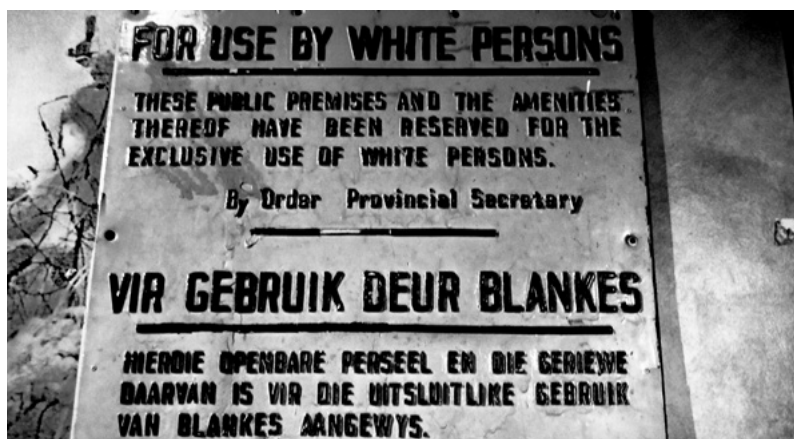 FOR USE BY WHITE PERSONS
THESE PUBLIC PREMISES AND THE AMENITIES
THEREOF HAVE BEEN RESERVED FOR THE
EXCLUSIVE USE OF WHITE PERSONS.
By Order Provincial Secretary
VIR GEBRUIK DEUR BLANKES
HIERDIE OPENBARE PERSEEL EN DIE GERIEWE
DAARVAN IS VIR DIE UITSLUITLIKE GEBRUIK
VAN BLANKES AANGEWYS.